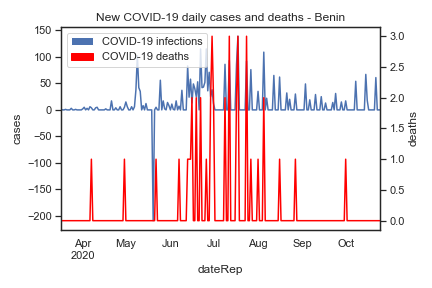 New COVID-19 daily cases and deaths - Benin
COVID-19 infections
COVID-19 deaths
150
100
50
0
−50
−100
−150
−200
cases
3.0
2.5
2.0
1.5
1.0
0.5
0.0
deaths
Apr May Jun Jul Aug Sep Oct
2020
dateRep